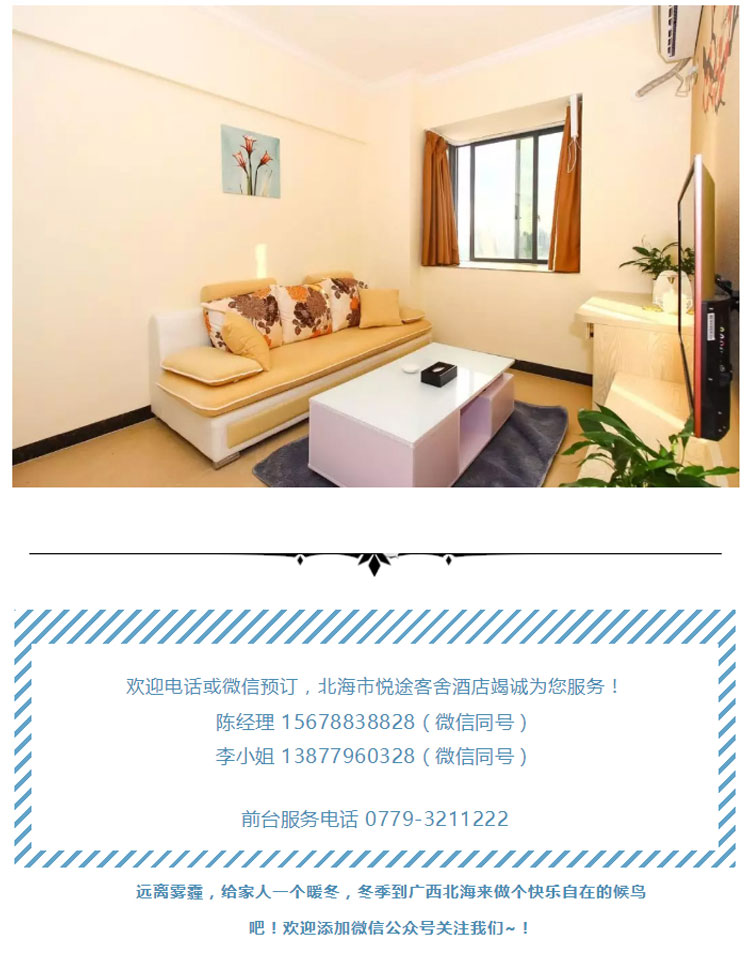 欢迎电话或微信预订，北海市悦途客舍酒店竭诚为您服务！
陈经理 15678838828（微信同号）
李小姐 13877960328（微信同号）
前台服务电话 0779-3211222
远离雾霾，给家人一个暖冬，冬季到广西北海来做个快乐自在的候鸟
吧！欢迎添加微信公众号关注我们~！